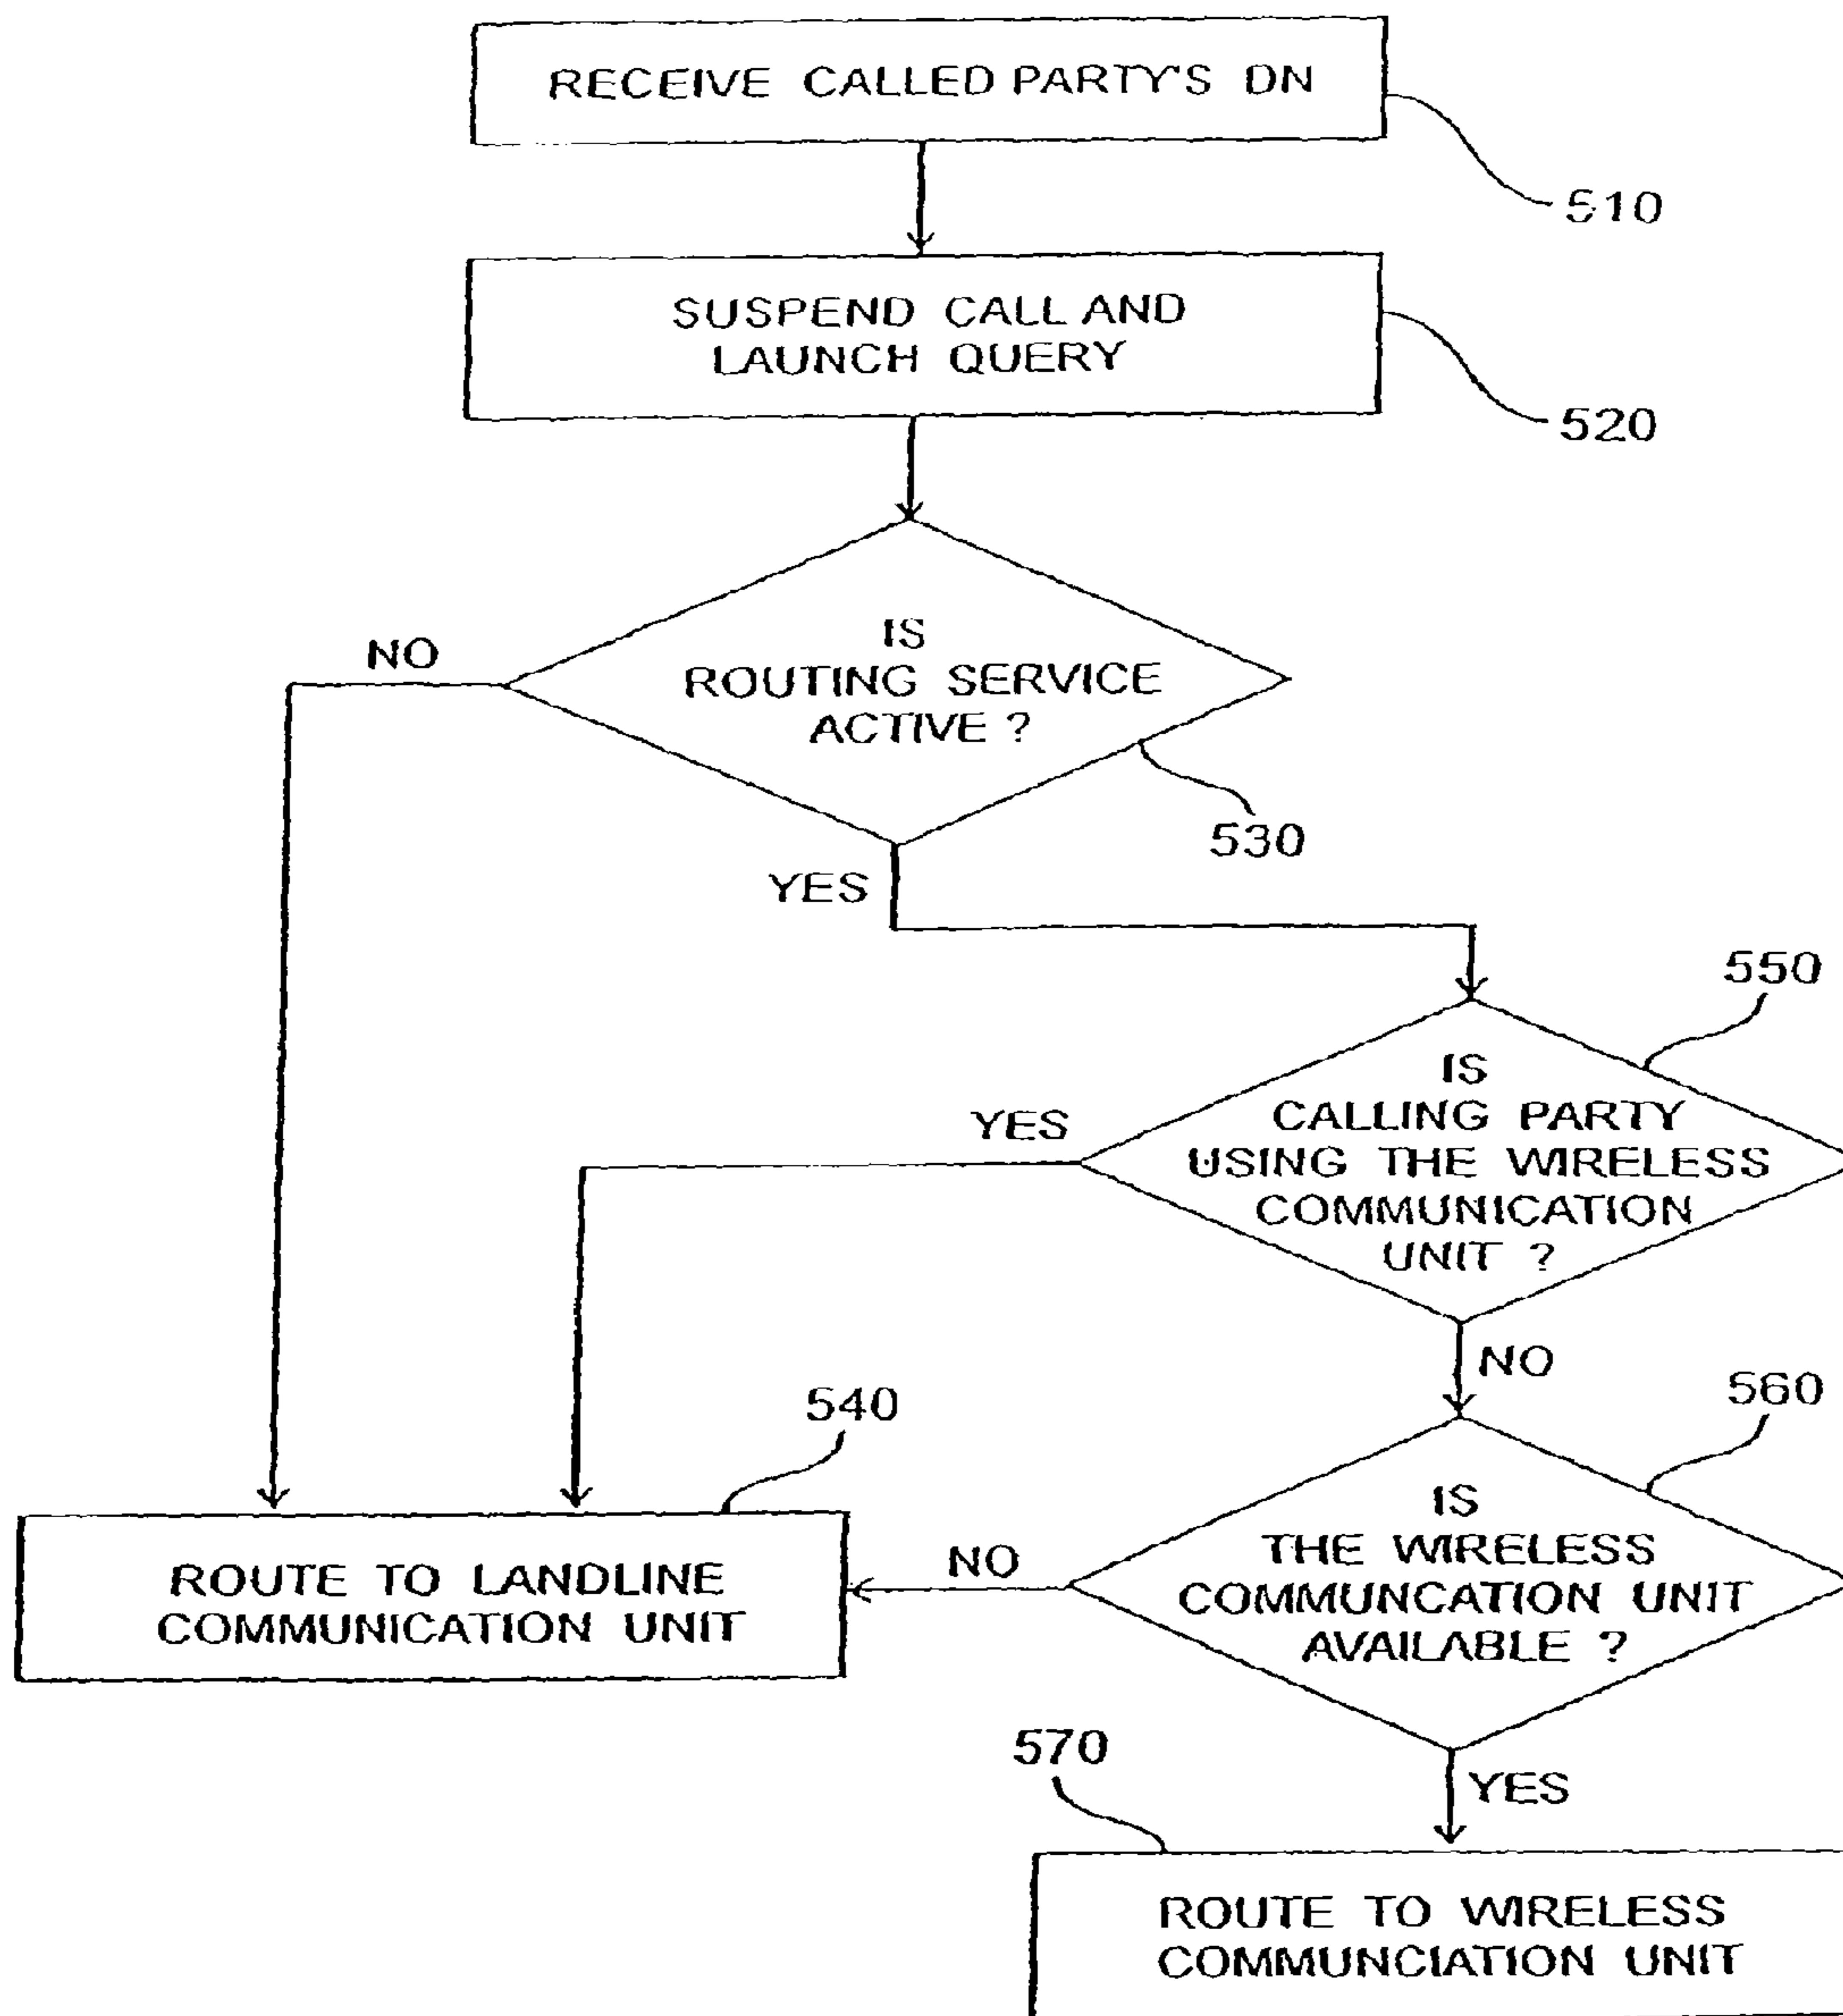 RECEIVE CALLED PARTY'S DN
510
SUSPEND CALL AND
LAUNCH QUERY
520
NO
IS
ROUTING SERVICE
ACTIVE ?
530
YES
550
IS
CALLING PARTY
USING THE WIRELESS
COMMUNICATION
UNIT ?
YES
NO
540
560
IS
THE WIRELESS
COMMUNCATION UNIT
AVAILABLE ?
NO
ROUTE TO LANDLINE
COMMUNICATION UNIT
570
YES
ROUTE TO WIRELESS
COMMUNCIATION UNIT